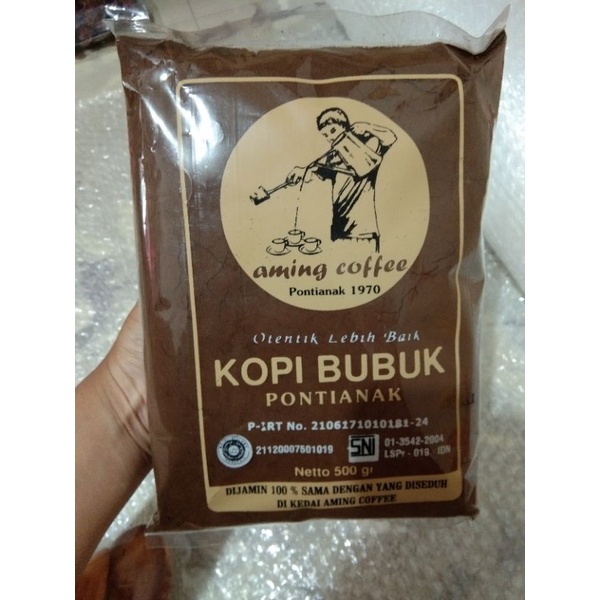 aming coffee
Pontianak 1970
Otentik Lebih Baik
KOPI BUBUK
PONTIANAK
P-IRT No. 2106171010181-24
21120007501019
SNI
01-3542-2004
LSPr - 019 - IDN
Netto 500 gr
DIJAMIN 100 % SAMA DENGAN YANG DISEDUH
DI KEDAI AMING COFFEE